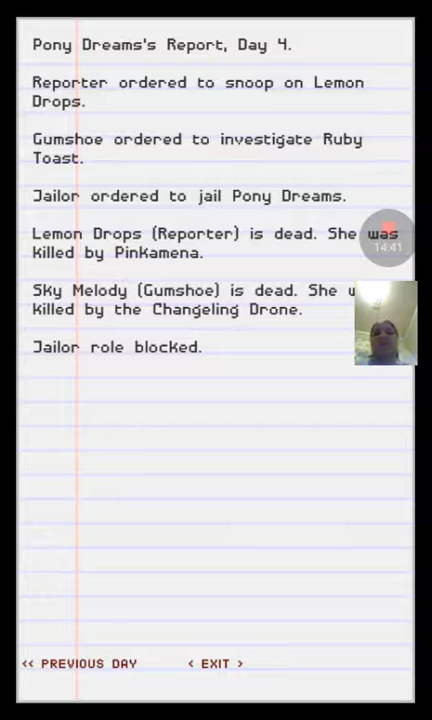 Pony Dreams's Report, Day 4.
Reporter ordered to snoop on Lemon
Drops.
Gumshoe ordered to investigate Ruby
Toast.
Jailor ordered to jail Pony Dreams.
Lemon Drops (Reporter) is dead. She was
killed by Pinkamena.
14:41
Sky Melody (Gumshoe) is dead. She
killed by the Changeling Drone.
Jailor role blocked.
<< PREVIOUS DAY < EXIT >